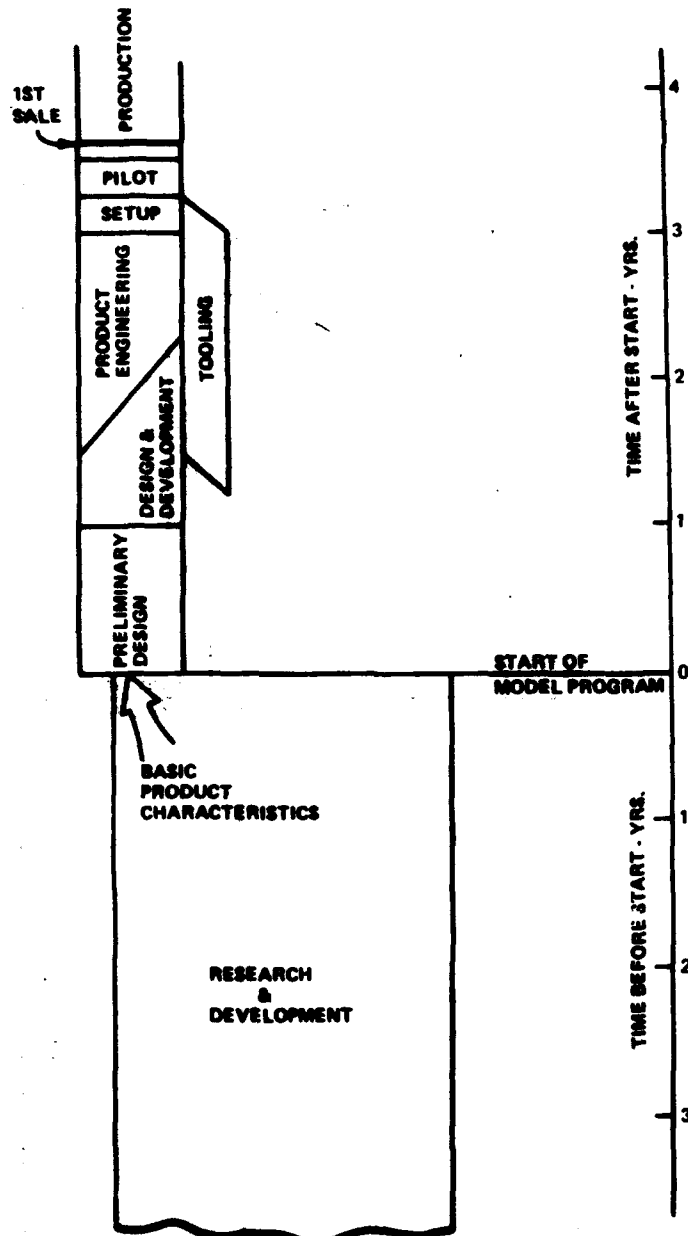 PRODUCTION
1ST
SALE
4
PILOT
SETUP
3
PRODUCT
ENGINEERING
TOOLING
TIME AFTER START - YRS.
2
DESIGN &
DEVELOPMENT
1
PRELIMINARY
DESIGN
START OF
MODEL PROGRAM
0
BASIC
PRODUCT
CHARACTERISTICS
1
TIME BEFORE START - YRS.
RESEARCH
&
DEVELOPMENT
2
3